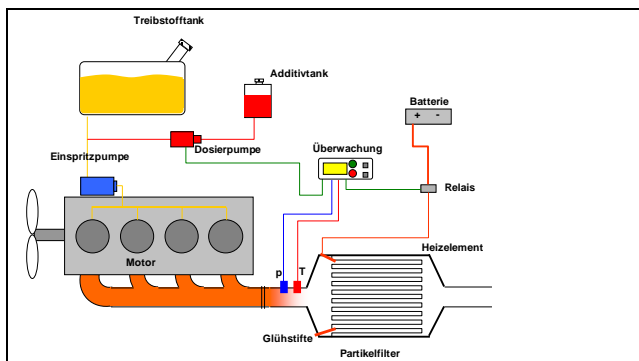 Treibstofftank
Additivtank
Batterie
+ -
Überwachung
Dosierpumpe
Einspritzpumpe
Relais
Heizelement
Motor
p T
Glühstifte
Partikelfilter